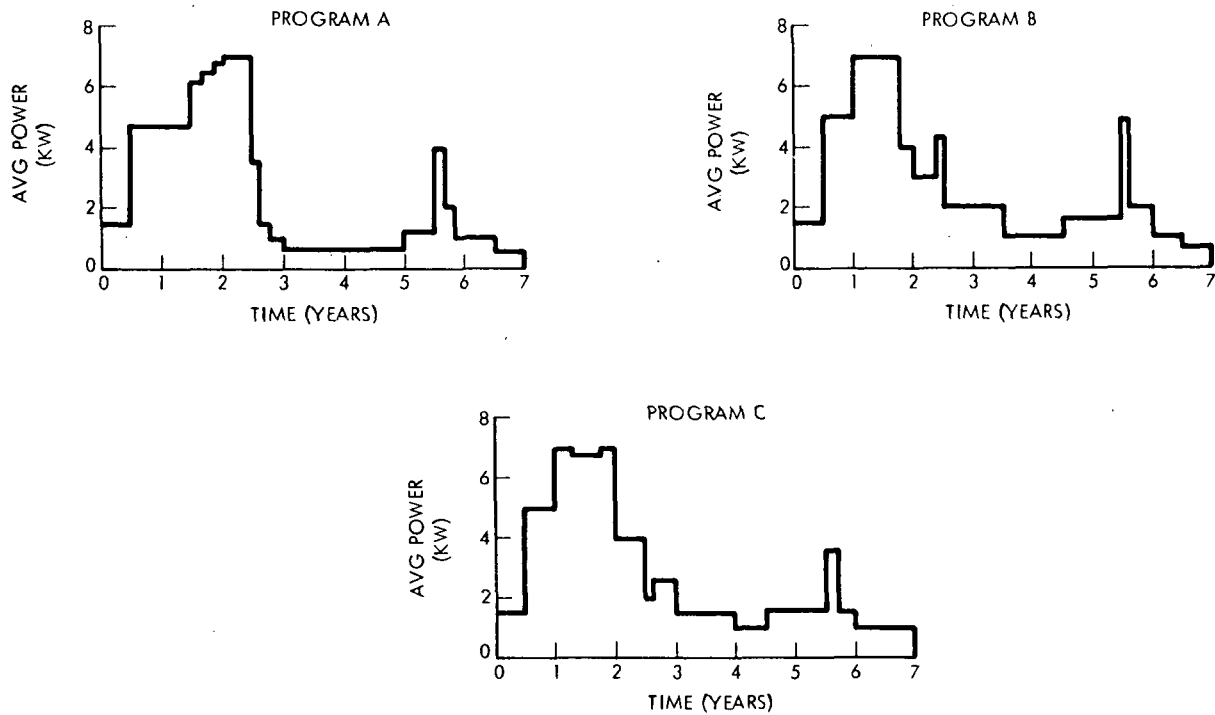 PROGRAM A
8
6
4
2
0
AVG POWER
(KW)
0 1 2 3 4 5 6 7
TIME (YEARS)
PROGRAM B
8
6
4
2
0
AVG POWER
(KW)
0 1 2 3 4 5 6 7
TIME (YEARS)
PROGRAM C
8
6
4
2
0
AVG POWER
(KW)
0 1 2 3 4 5 6 7
TIME (YEARS)